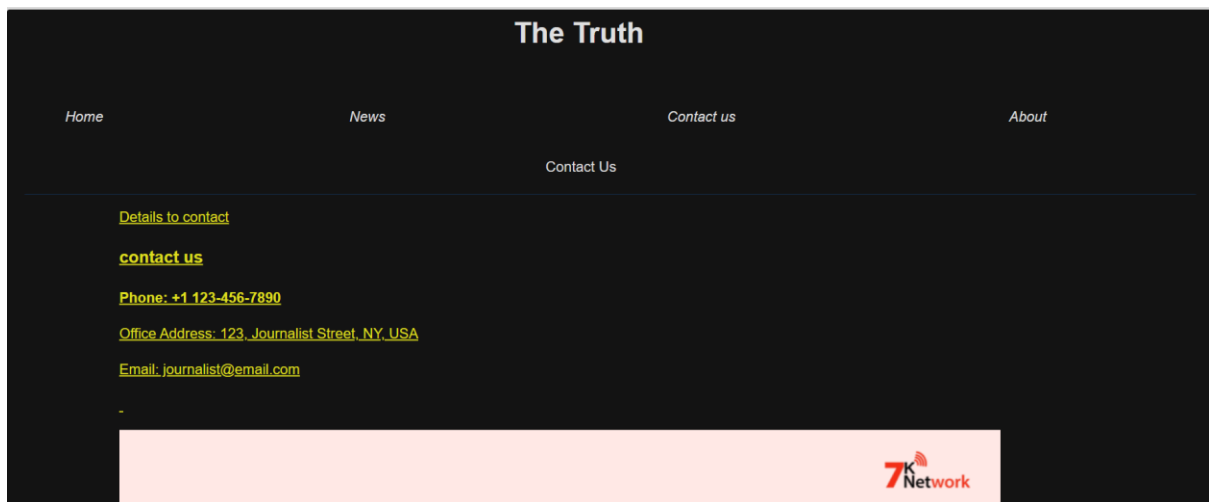 The Truth
Home News Contact us About
Contact Us
Details to contact
contact us
Phone: +1 123-456-7890
Office Address: 123, Journalist Street, NY, USA
Email: journalist@email.com
7K Network